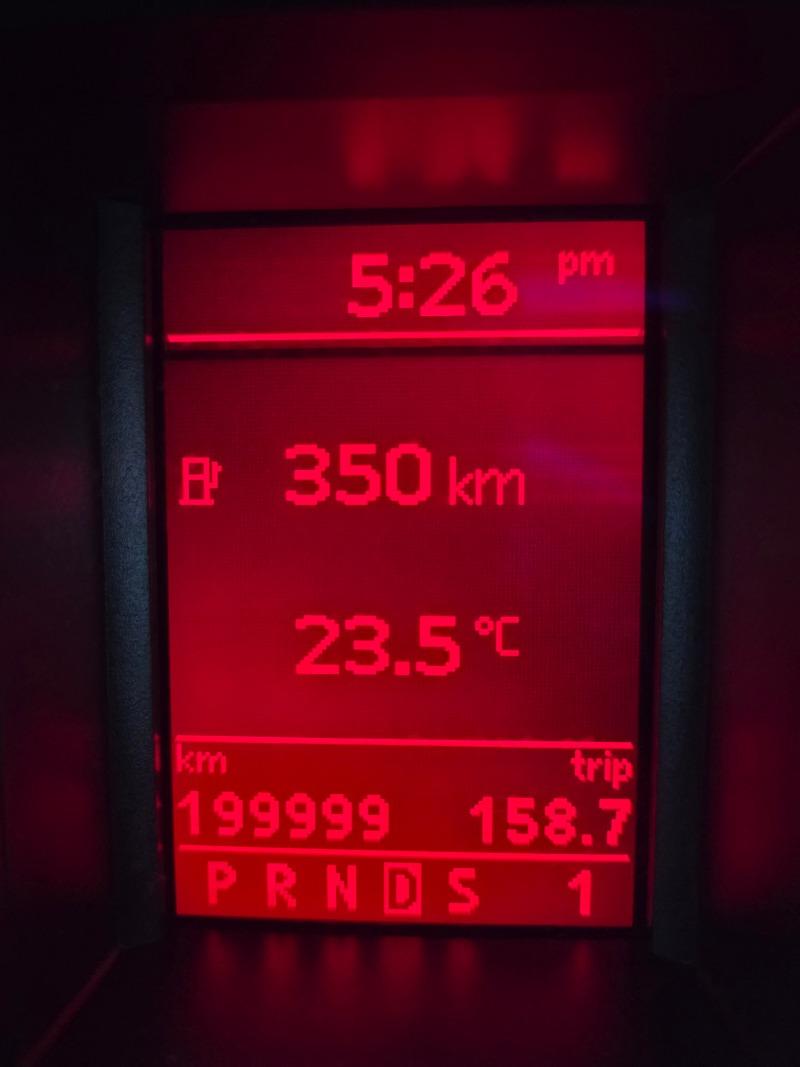 5:26 pm
350 km
23.5 °C
km trip
199999 158.7
P R N D S 1